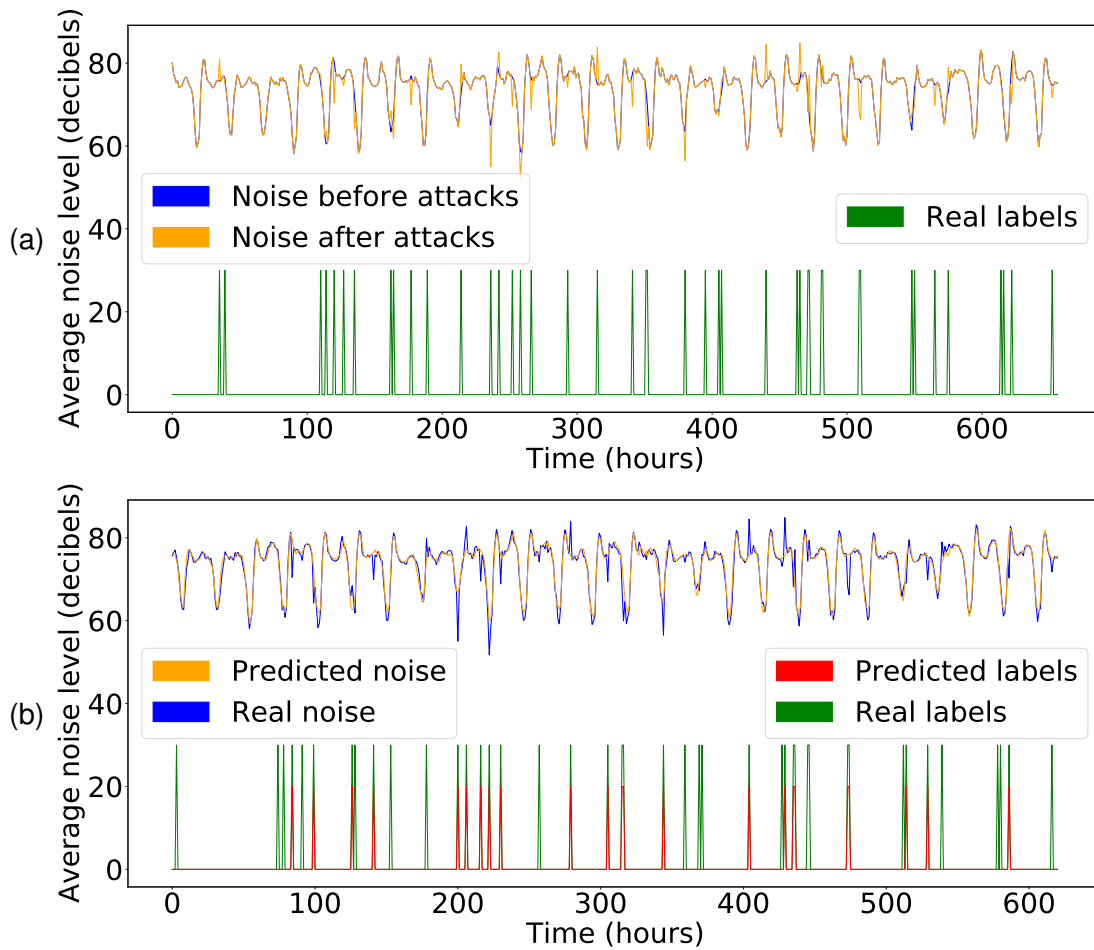 (a)
Average noise level (decibels)
80
60
40
20
0
Noise before attacks
Noise after attacks
Real labels
0 100 200 300 400 500 600
Time (hours)
(b)
Average noise level (decibels)
80
60
40
20
0
Predicted noise
Real noise
Predicted labels
Real labels
0 100 200 300 400 500 600
Time (hours)